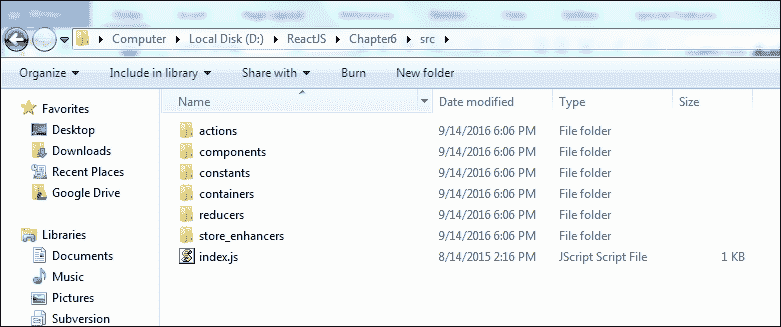 Computer Local Disk (D:) ReactJS Chapter6 src
Organize Include in library Share with Burn New folder
Favorites
Desktop
Downloads
Recent Places
Google Drive
Libraries
Documents
Music
Pictures
Subversion
Name Date modified Type Size
actions 9/14/2016 6:06 PM File folder
components 9/14/2016 6:06 PM File folder
constants 9/14/2016 6:06 PM File folder
containers 9/14/2016 6:06 PM File folder
reducers 9/14/2016 6:06 PM File folder
store_enhancers 9/14/2016 6:06 PM File folder
index.js 8/14/2015 2:16 PM JScript Script File 1 KB